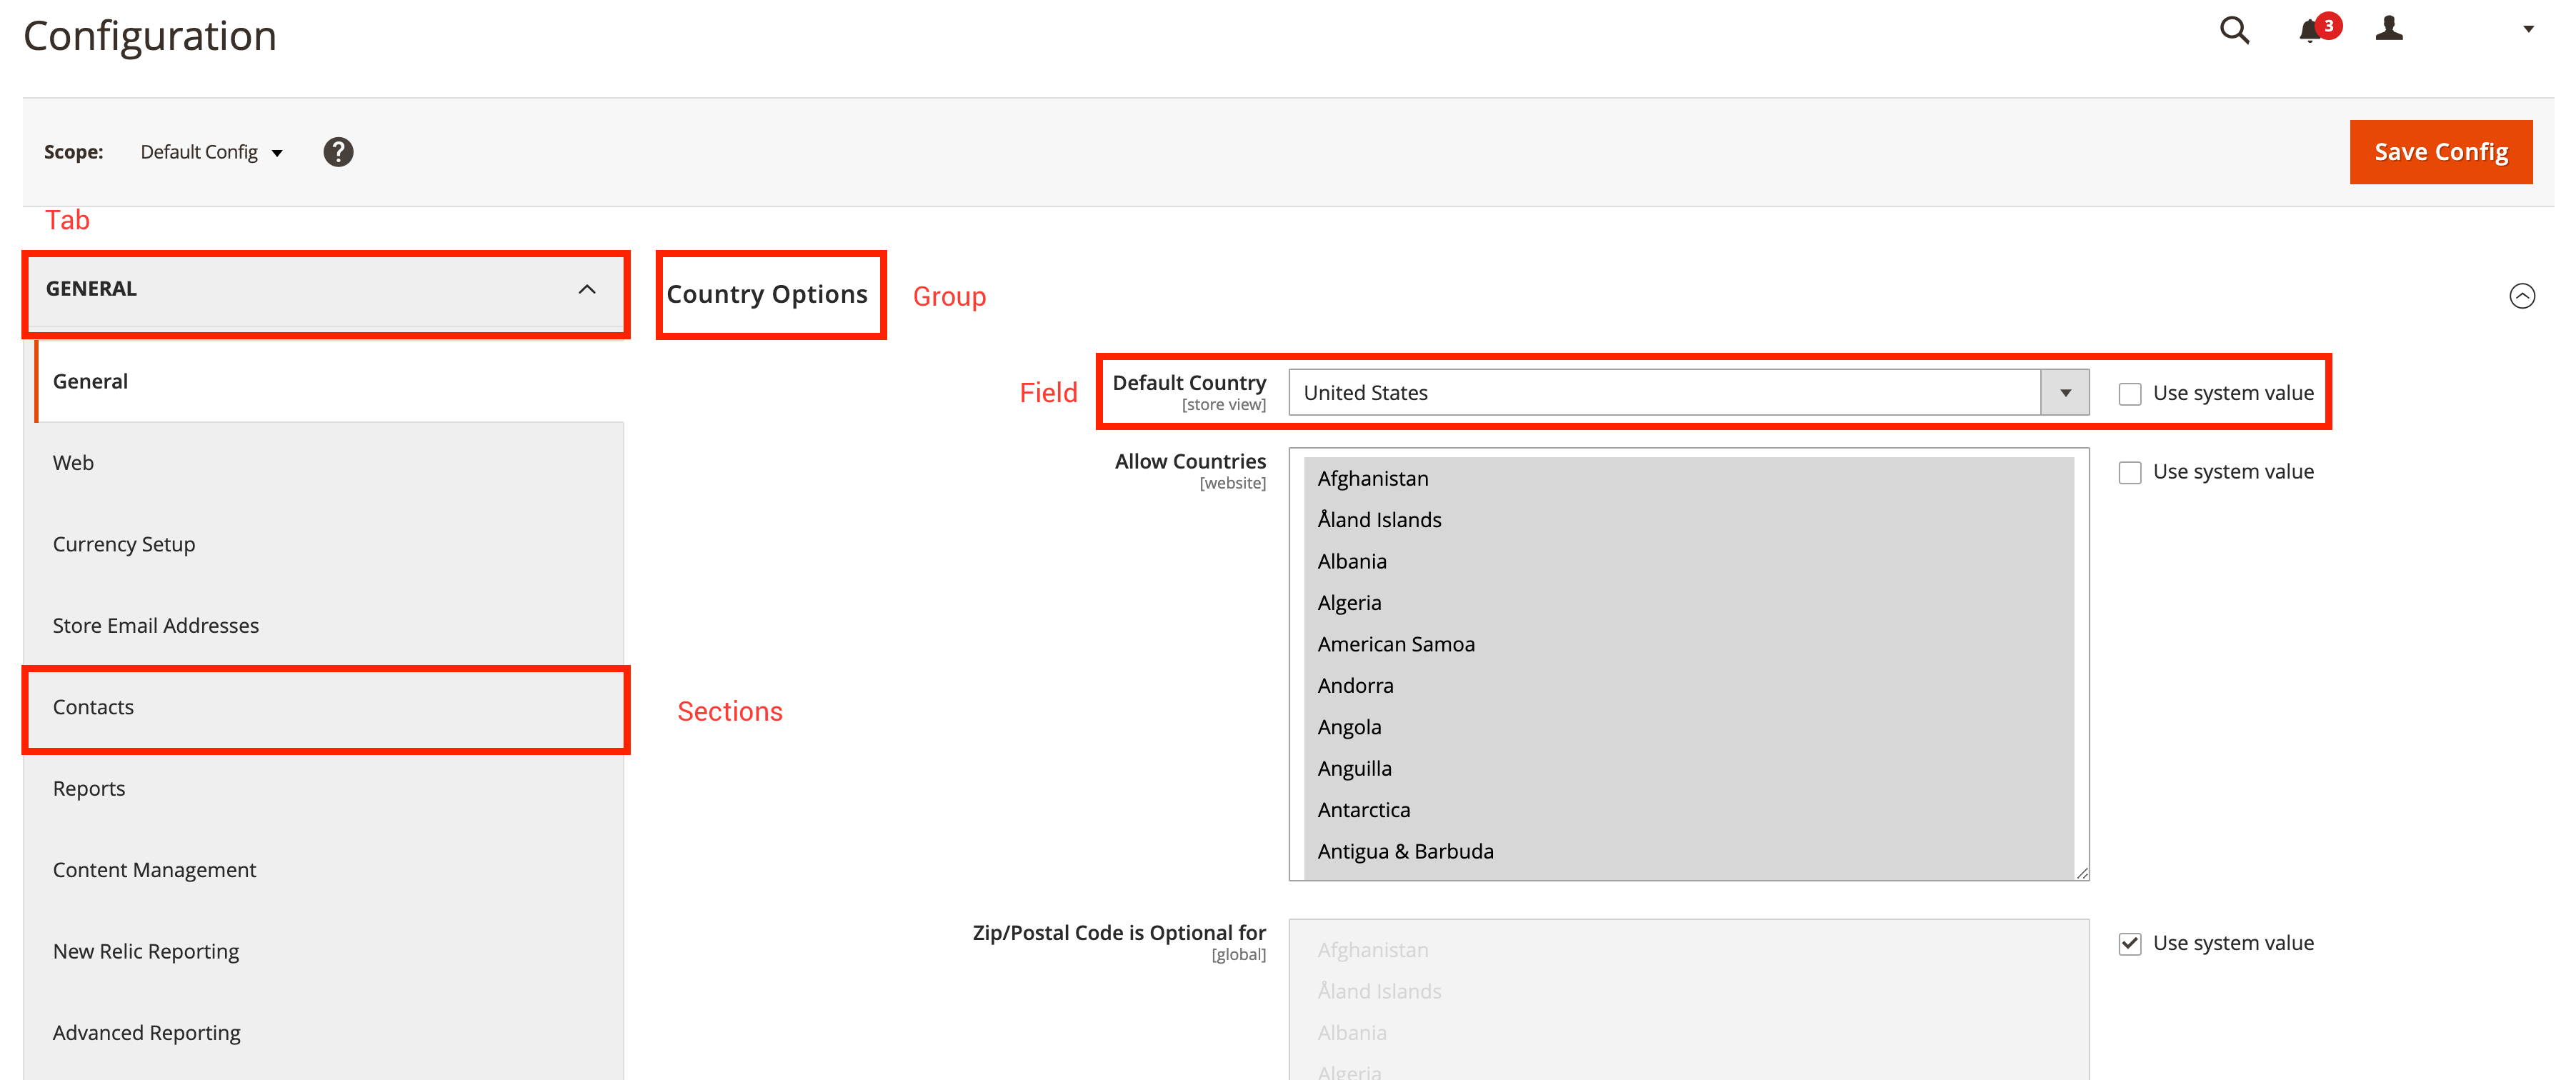 Configuration
3
Scope: Default Config ?
Save Config
Tab
GENERAL
Country Options
Group
General
Field
Default Country
[store view]
United States
Use system value
Web
Allow Countries
[website]
Use system value
Afghanistan
Åland Islands
Currency Setup
Albania
Algeria
Store Email Addresses
American Samoa
Andorra
Contacts
Sections
Angola
Anguilla
Reports
Antarctica
Antigua & Barbuda
Content Management
Zip/Postal Code is Optional for
[global]
Use system value
New Relic Reporting
Afghanistan
Åland Islands
Advanced Reporting
Albania
Algeria